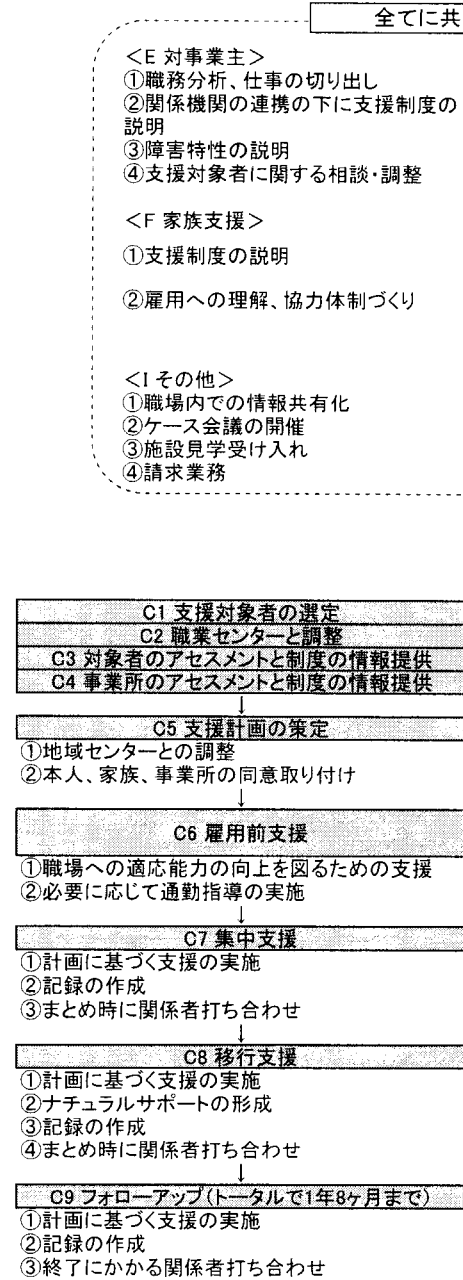 全てに共
<E 対事業主>
①職務分析、仕事の切り出し
②関係機関の連携の下に支援制度の
説明
③障害特性の説明
④支援対象者に関する相談・調整
<F 家族支援>
①支援制度の説明
②雇用への理解、協力体制づくり
<I その他>
①職場内での情報共有化
②ケース会議の開催
③施設見学受け入れ
④請求業務
C1 支援対象者の選定
C2 職業センターと調整
C3 対象者のアセスメントと制度の情報提供
C4 事業所のアセスメントと制度の情報提供
↓
C5 支援計画の策定
①地域センターとの調整
②本人、家族、事業所の同意取り付け
↓
C6 雇用前支援
①職場への適応能力の向上を図るための支援
②必要に応じて通勤指導の実施
↓
C7 集中支援
①計画に基づく支援の実施
②記録の作成
③まとめ時に関係者打ち合わせ
↓
C8 移行支援
①計画に基づく支援の実施
②ナチュラルサポートの形成
③記録の作成
④まとめ時に関係者打ち合わせ
↓
C9 フォローアップ(トータルで1年8ヶ月まで)
①計画に基づく支援の実施
②記録の作成
③終了にかかる関係者打ち合わせ